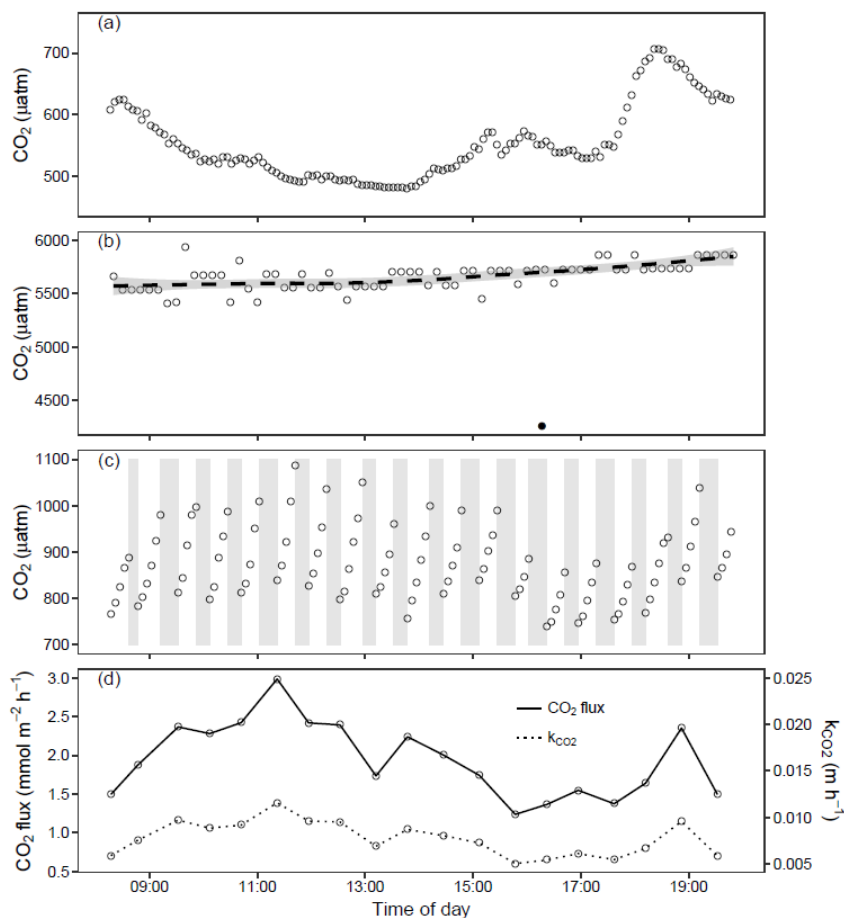 (a)
700
600
500
CO₂ (µatm)
(b)
6000
5500
5000
4500
CO₂ (µatm)
(c)
1100
1000
900
800
700
CO₂ (µatm)
(d)
3.0
2.5
2.0
1.5
1.0
0.5
CO₂ flux (mmol m⁻² h⁻¹)
CO₂ flux
k_CO2
0.025
0.020
0.015
0.010
0.005
k_CO2 (m h⁻¹)
09:00 11:00 13:00 15:00 17:00 19:00
Time of day